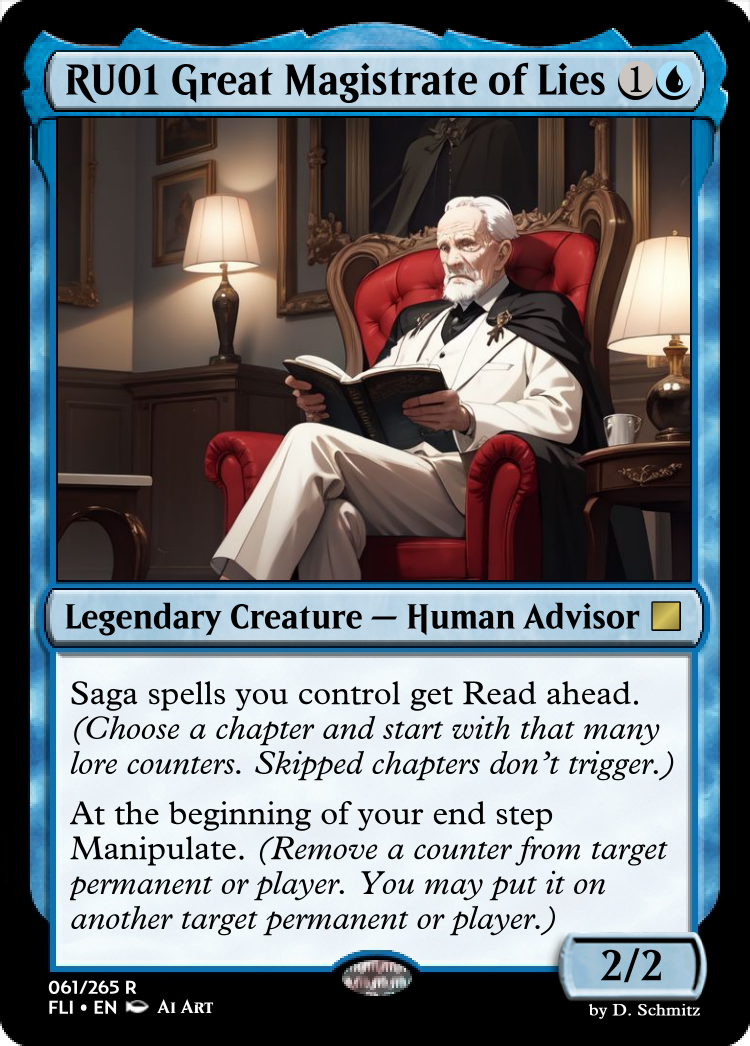 RU01 Great Magistrate of Lies 1
Legendary Creature — Human Advisor
Saga spells you control get Read ahead.
(Choose a chapter and start with that many
lore counters. Skipped chapters don't trigger.)
At the beginning of your end step
Manipulate. (Remove a counter from target
permanent or player. You may put it on
another target permanent or player.)
2/2
061/265 R
FLI • EN AI ART
by D. Schmitz